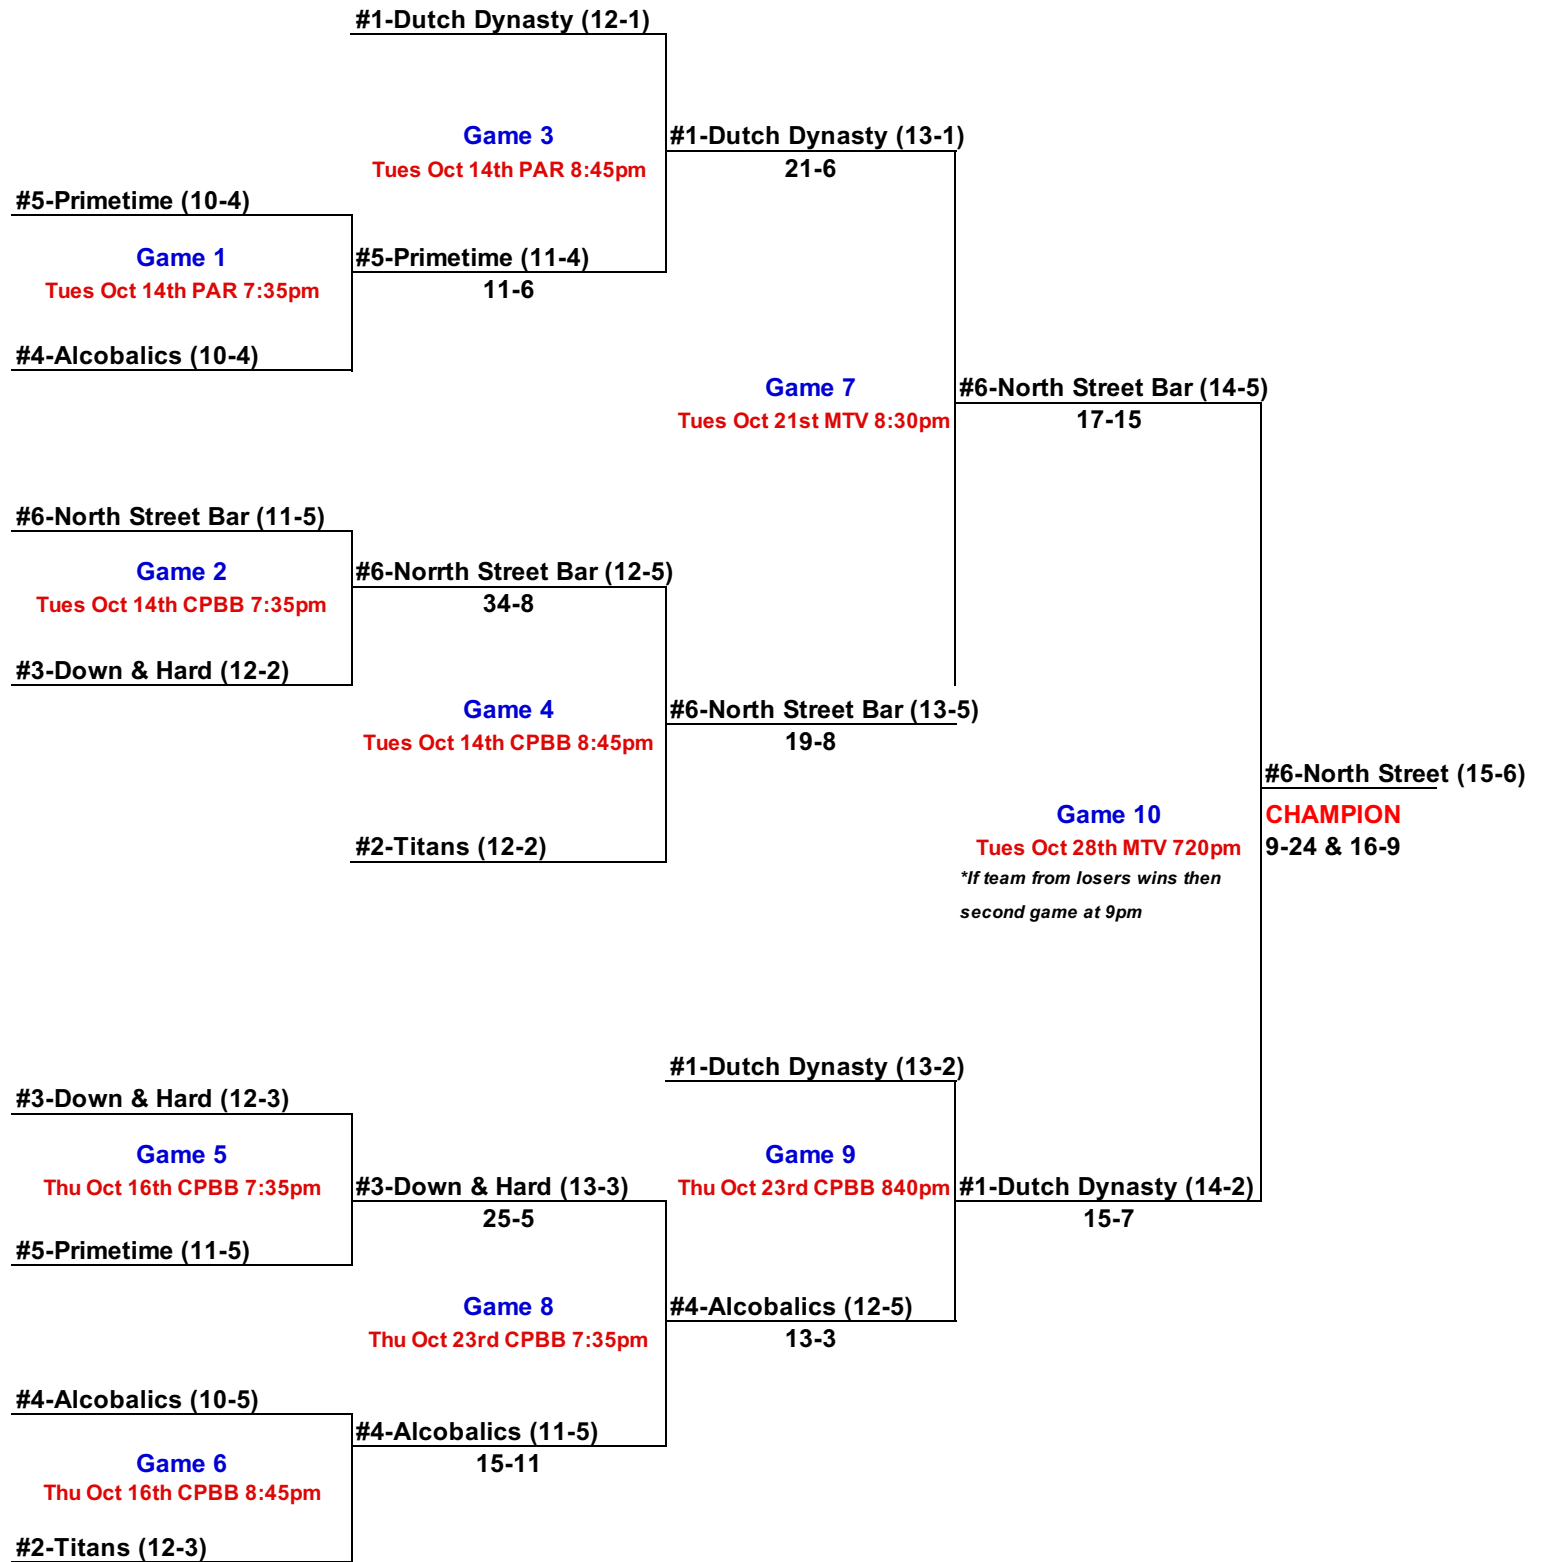 #1-Dutch Dynasty (12-1)
Game 3
#1-Dutch Dynasty (13-1)
Tues Oct 14th PAR 8:45pm
21-6
#5-Primetime (10-4)
Game 1
#5-Primetime (11-4)
Tues Oct 14th PAR 7:35pm
11-6
#4-Alcobalics (10-4)
Game 7
#6-North Street Bar (14-5)
Tues Oct 21st MTV 8:30pm
17-15
#6-North Street Bar (11-5)
Game 2
#6-Norrth Street Bar (12-5)
Tues Oct 14th CPBB 7:35pm
34-8
#3-Down & Hard (12-2)
Game 4
#6-North Street Bar (13-5)
Tues Oct 14th CPBB 8:45pm
19-8
#6-North Street (15-6)
Game 10
CHAMPION
#2-Titans (12-2)
Tues Oct 28th MTV 720pm
9-24 & 16-9
*If team from losers wins then
second game at 9pm
#1-Dutch Dynasty (13-2)
#3-Down & Hard (12-3)
Game 5
Game 9
Thu Oct 16th CPBB 7:35pm
#3-Down & Hard (13-3)
Thu Oct 23rd CPBB 840pm
#1-Dutch Dynasty (14-2)
25-5
15-7
#5-Primetime (11-5)
Game 8
#4-Alcobalics (12-5)
Thu Oct 23rd CPBB 7:35pm
13-3
#4-Alcobalics (10-5)
#4-Alcobalics (11-5)
Game 6
15-11
Thu Oct 16th CPBB 8:45pm
#2-Titans (12-3)